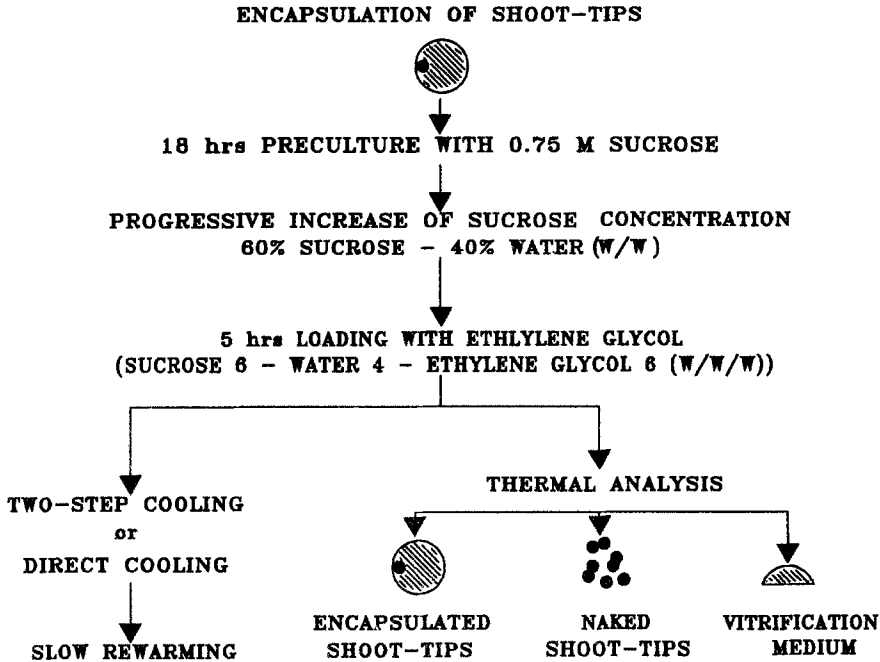 ENCAPSULATION OF SHOOT-TIPS
18 hrs PRECULTURE WITH 0.75 M SUCROSE
PROGRESSIVE INCREASE OF SUCROSE CONCENTRATION
60% SUCROSE - 40% WATER (W/W)
5 hrs LOADING WITH ETHLYLENE GLYCOL
(SUCROSE 6 - WATER 4 - ETHYLENE GLYCOL 6 (W/W/W))
TWO-STEP COOLING
or
DIRECT COOLING
SLOW REWARMING
THERMAL ANALYSIS
ENCAPSULATED
SHOOT-TIPS
NAKED
SHOOT-TIPS
VITRIFICATION
MEDIUM